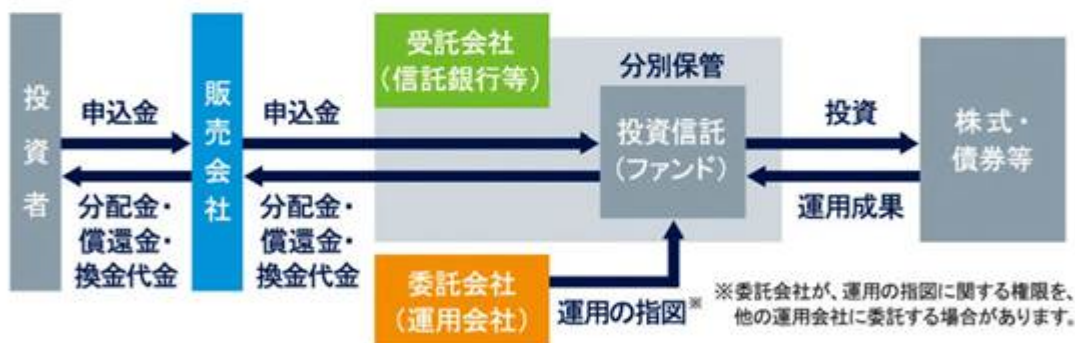 投資者
申込金
分配金・
償還金・
換金代金
販売会社
申込金
分配金・
償還金・
換金代金
受託会社
(信託銀行等)
分別保管
投資信託
(ファンド)
委託会社
(運用会社)
運用の指図※
投資
運用成果
株式・
債券等
※委託会社が、運用の指図に関する権限を、
他の運用会社に委託する場合があります。